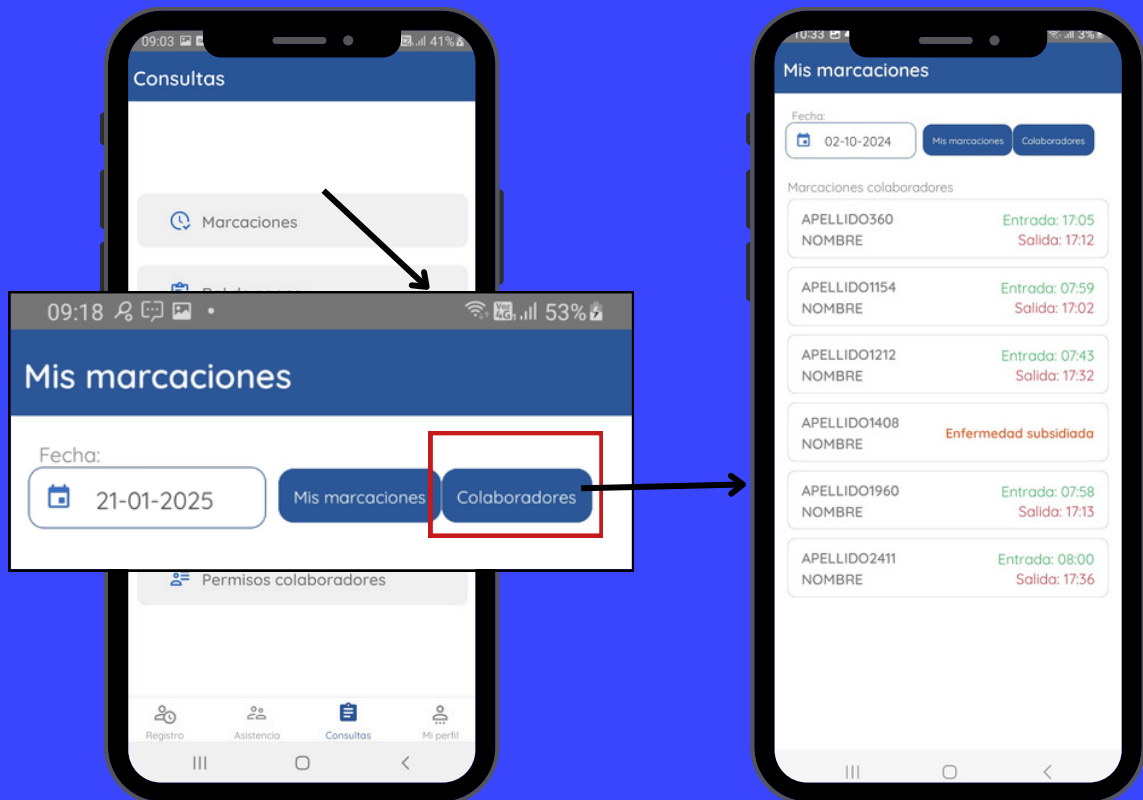 09:03
41%
Consultas
Marcaciones
09:18
53%
Mis marcaciones
Fecha:
21-01-2025
Mis marcaciones
Colaboradores
Permisos colaboradores
Registro
Asistencia
Consultas
Mi perfil
10:33
3%
Mis marcaciones
Fecha:
02-10-2024
Mis marcaciones
Colaboradores
Marcaciones colaboradores
APELLIDO360
Entrada: 17:05
NOMBRE
Salida: 17:12
APELLIDO1154
Entrada: 07:59
NOMBRE
Salida: 17:02
APELLIDO1212
Entrada: 07:43
NOMBRE
Salida: 17:32
APELLIDO1408
NOMBRE
Enfermedad subsidiada
APELLIDO1960
Entrada: 07:58
NOMBRE
Salida: 17:13
APELLIDO2411
Entrada: 08:00
NOMBRE
Salida: 17:36